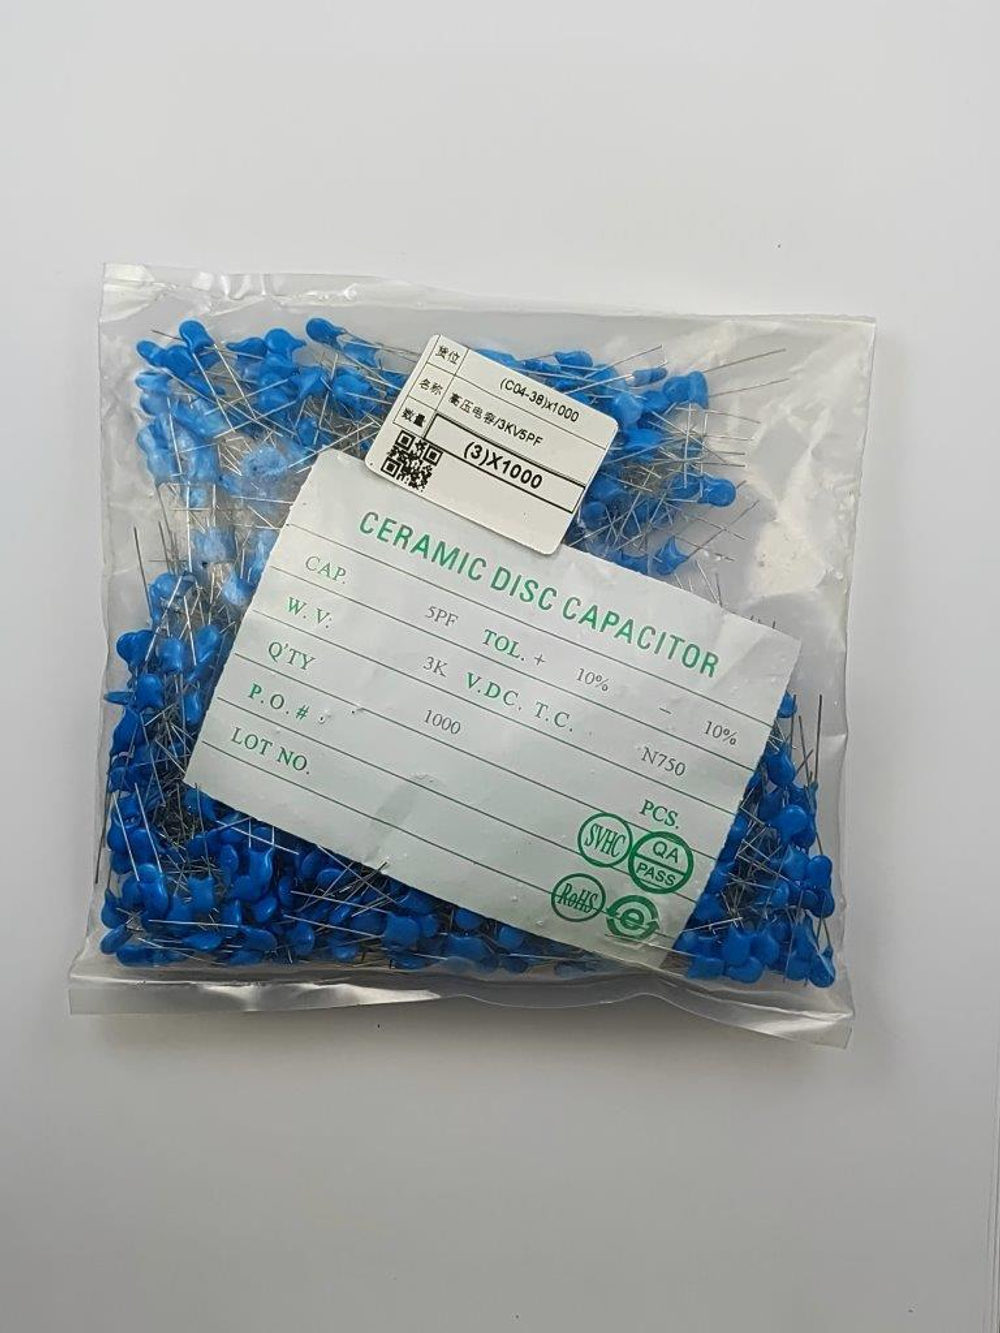 货位 (C04-38)x1000
名称 高压电容/3KV5PF
数量 (3)X1000
CERAMIC DISC CAPACITOR
CAP. 5PF TOL. + 10% - 10%
W. V: 3K V.DC. T.C. N750
Q'TY 1000 PCS.
P.O.#:
LOT NO.
SVHC QA PASS
RoHS e